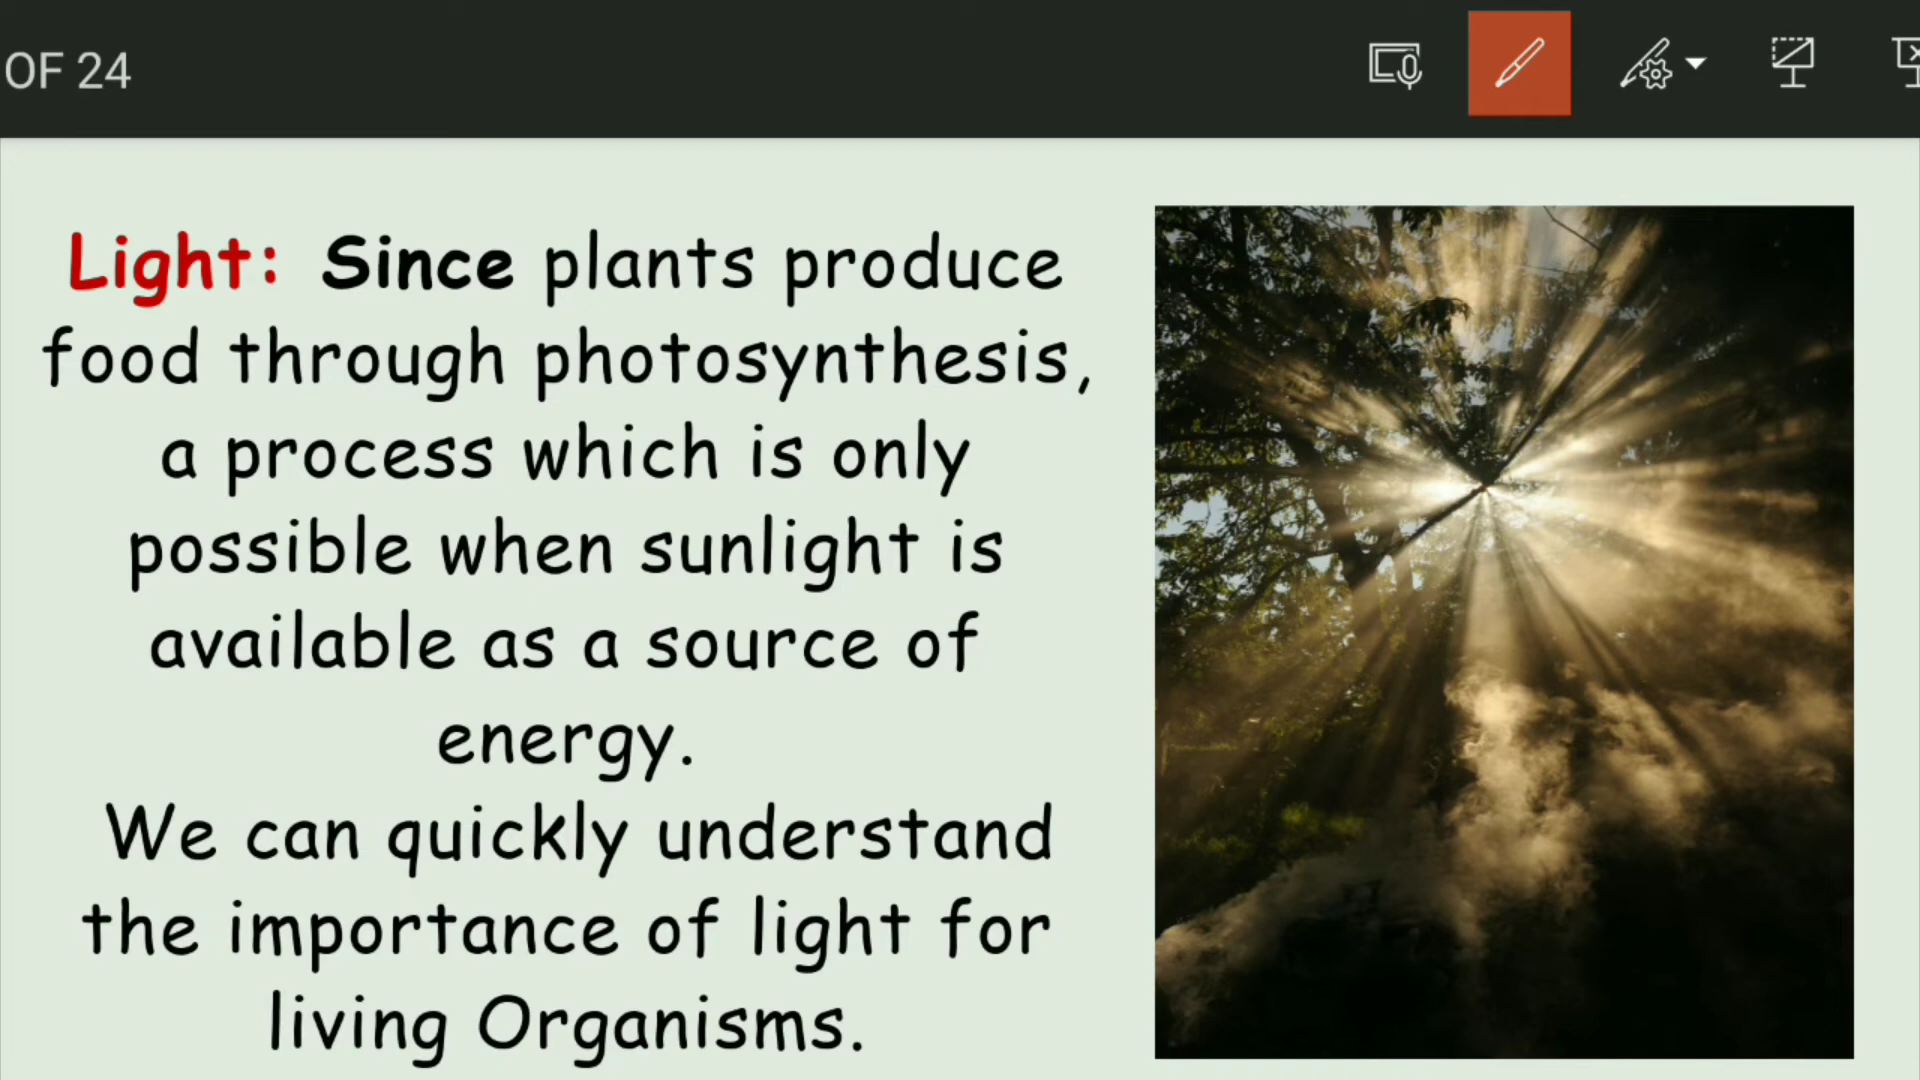 OF 24
Light: Since plants produce
food through photosynthesis,
a process which is only
possible when sunlight is
available as a source of
energy.
We can quickly understand
the importance of light for
living Organisms.